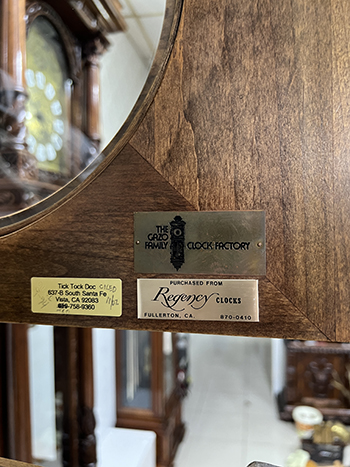 THE
GAZO
FAMILY CLOCK FACTORY
Tick Tock Doc
637-B South Santa Fe
Vista, CA 92083
758-9360
PURCHASED FROM
Regency CLOCKS
FULLERTON, CA. 870-0410